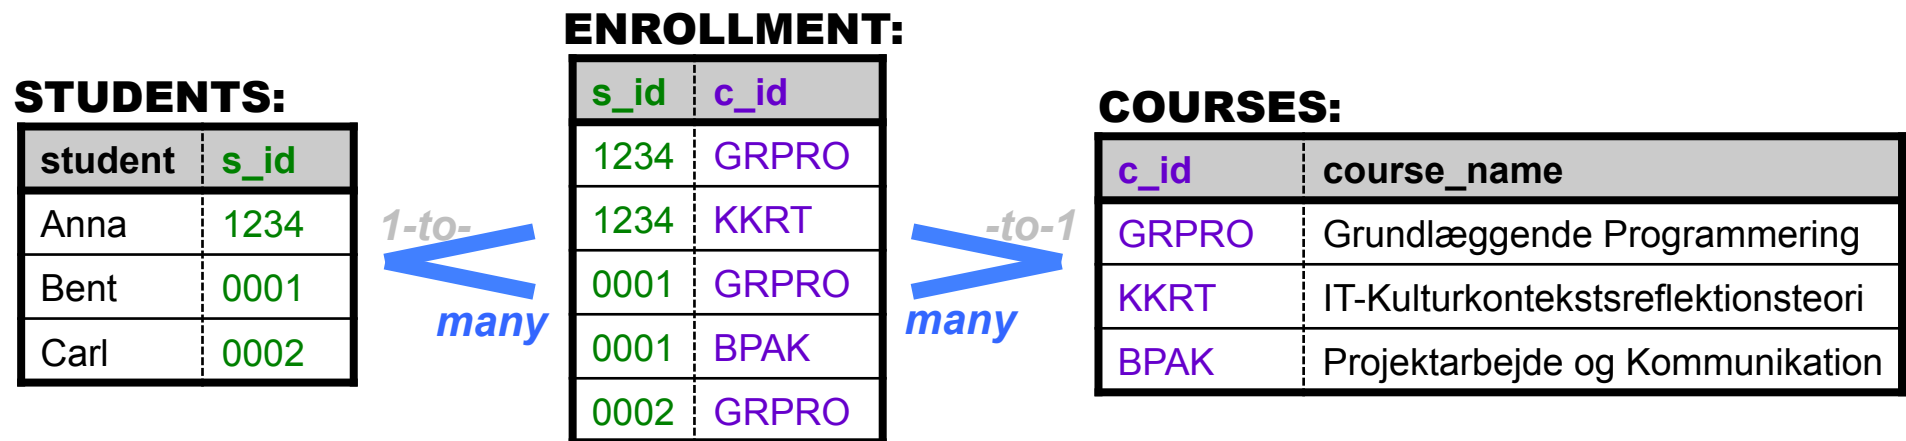 STUDENTS:
student s_id
Anna 1234
Bent 0001
Carl 0002
1-to-
many
ENROLLMENT:
s_id c_id
1234 GRPRO
1234 KKRT
0001 GRPRO
0001 BPAK
0002 GRPRO
-to-1
many
COURSES:
c_id course_name
GRPRO Grundlæggende Programmering
KKRT IT-Kulturkontekstsreflektionsteori
BPAK Projektarbejde og Kommunikation